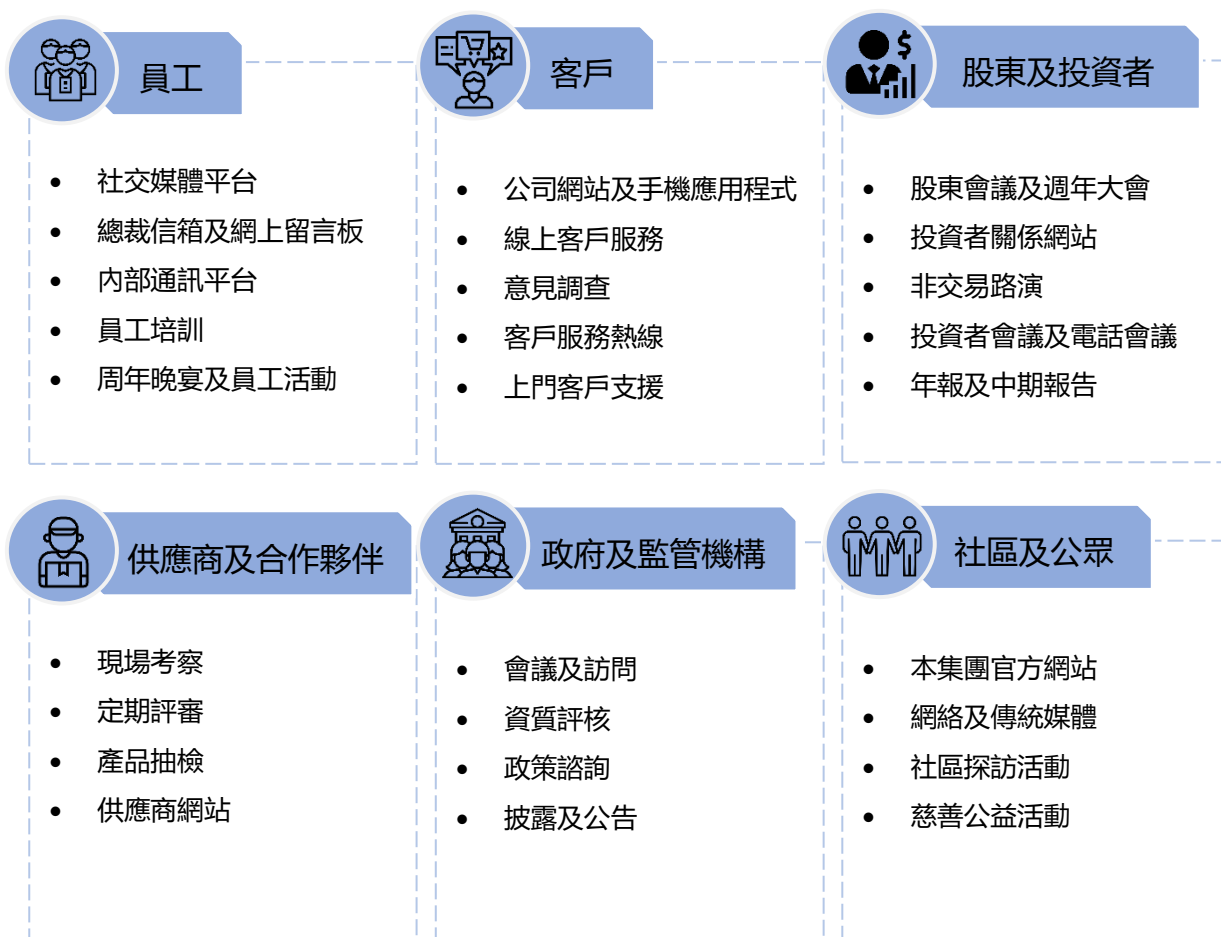 員工
• 社交媒體平台
• 總裁信箱及網上留言板
• 內部通訊平台
• 員工培訓
• 周年晚宴及員工活動
客戶
• 公司網站及手機應用程式
• 線上客戶服務
• 意見調查
• 客戶服務熱線
• 上門客戶支援
股東及投資者
• 股東會議及週年大會
• 投資者關係網站
• 非交易路演
• 投資者會議及電話會議
• 年報及中期報告
供應商及合作夥伴
• 現場考察
• 定期評審
• 產品抽檢
• 供應商網站
政府及監管機構
• 會議及訪問
• 資質評核
• 政策諮詢
• 披露及公告
社區及公眾
• 本集團官方網站
• 網絡及傳統媒體
• 社區探訪活動
• 慈善公益活動